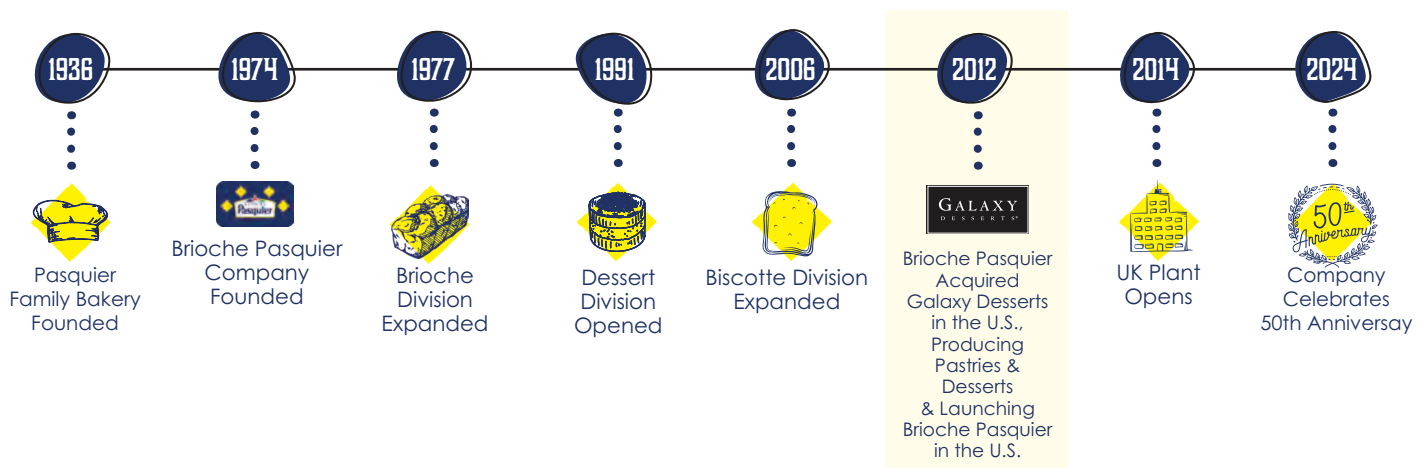 1936
1974
1977
1991
2006
2012
2014
2024
Pasquier
Pasquier
Family Bakery
Founded
Brioche Pasquier
Company
Founded
Brioche
Division
Expanded
Dessert
Division
Opened
Biscotte Division
Expanded
GALAXY
DESSERTS
Brioche Pasquier
Acquired
Galaxy Desserts
in the U.S.,
Producing
Pastries &
Desserts
& Launching
Brioche Pasquier
in the U.S.
UK Plant
Opens
50th
Anniversary
Company
Celebrates
50th Anniversay